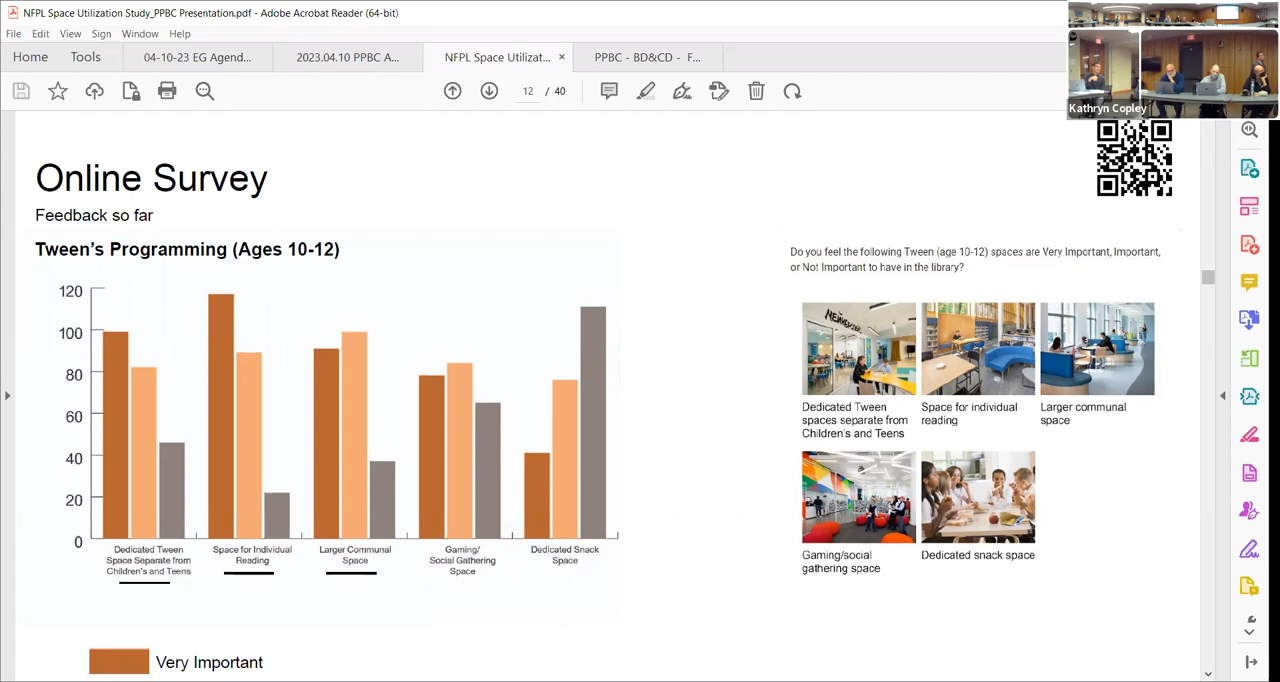 NFPL Space Utilization Study_PPBC Presentation.pdf - Adobe Acrobat Reader (64-bit)
File Edit View Sign Window Help
Home Tools 04-10-23 EG Agend... 2023.04.10 PPBC A... NFPL Space Utilizat... × PPBC - BD&CD - F...
12 / 40
Kathryn Copley
Online Survey
Feedback so far
Tween's Programming (Ages 10-12)
120
100
80
60
40
20
0
Dedicated Tween
Space Separate from
Children's and Teens
Space for Individual
Reading
Larger Communal
Space
Gaming/
Social Gathering
Space
Dedicated Snack
Space
Very Important
Do you feel the following Tween (age 10-12) spaces are Very Important, Important,
or Not Important to have in the library?
Dedicated Tween
spaces separate from
Children's and Teens
Space for individual
reading
Larger communal
space
Gaming/social
gathering space
Dedicated snack space